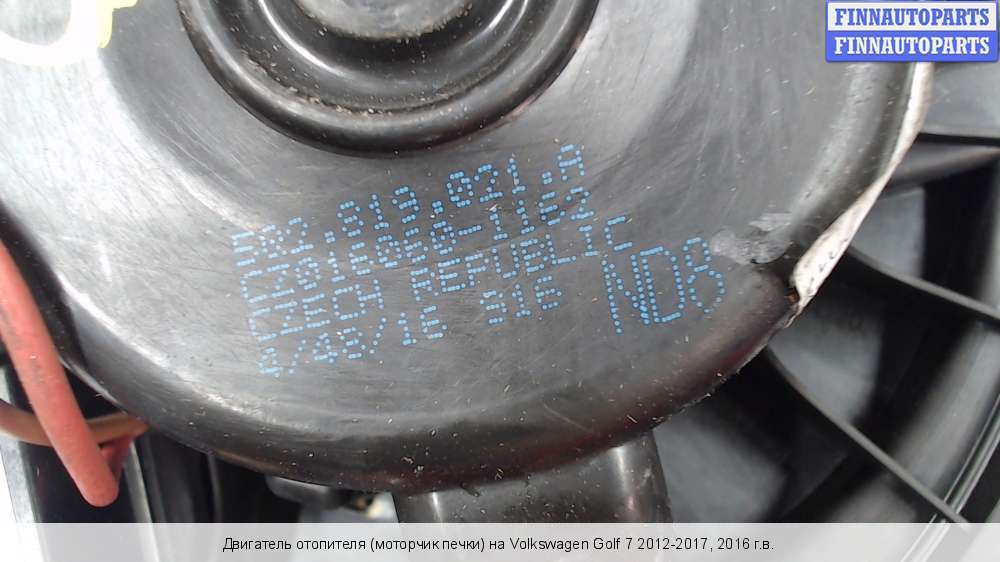 FINNAUTOPARTS
FINNAUTOPARTS
5Q2.819.021.A
CZ01E0E0-1162
CZECH REPUBLIC
4/48/16 316 ND8
Двигатель отопителя (моторчик печки) на Volkswagen Golf 7 2012-2017, 2016 г.в.